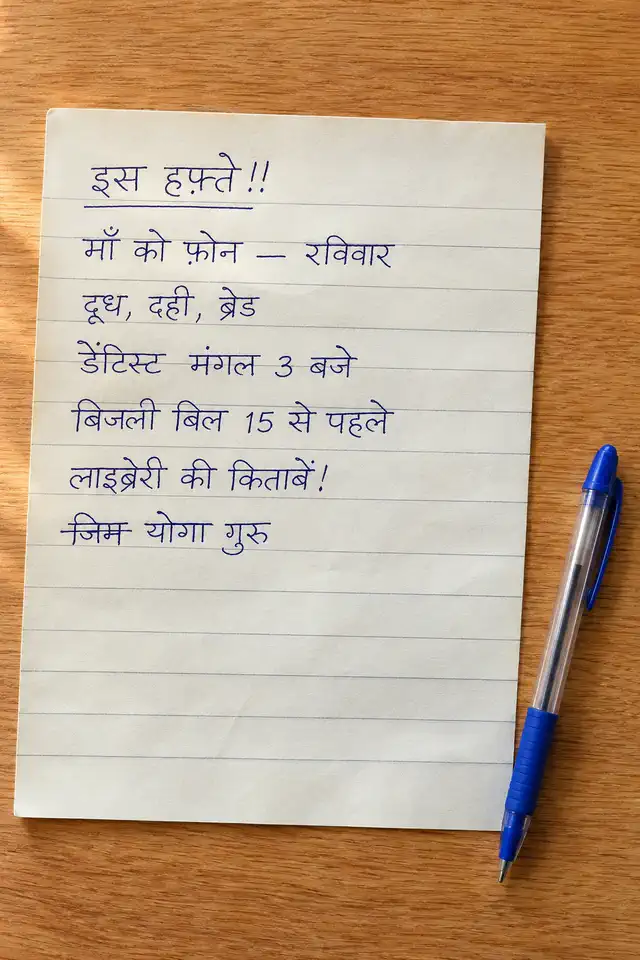 इस हफ़्ते!!
माँ को फ़ोन — रविवार
दूध, दही, ब्रेड
डेंटिस्ट मंगल 3 बजे
बिजली बिल 15 से पहले
लाइब्रेरी की किताबें!
जिम योगा गुरु